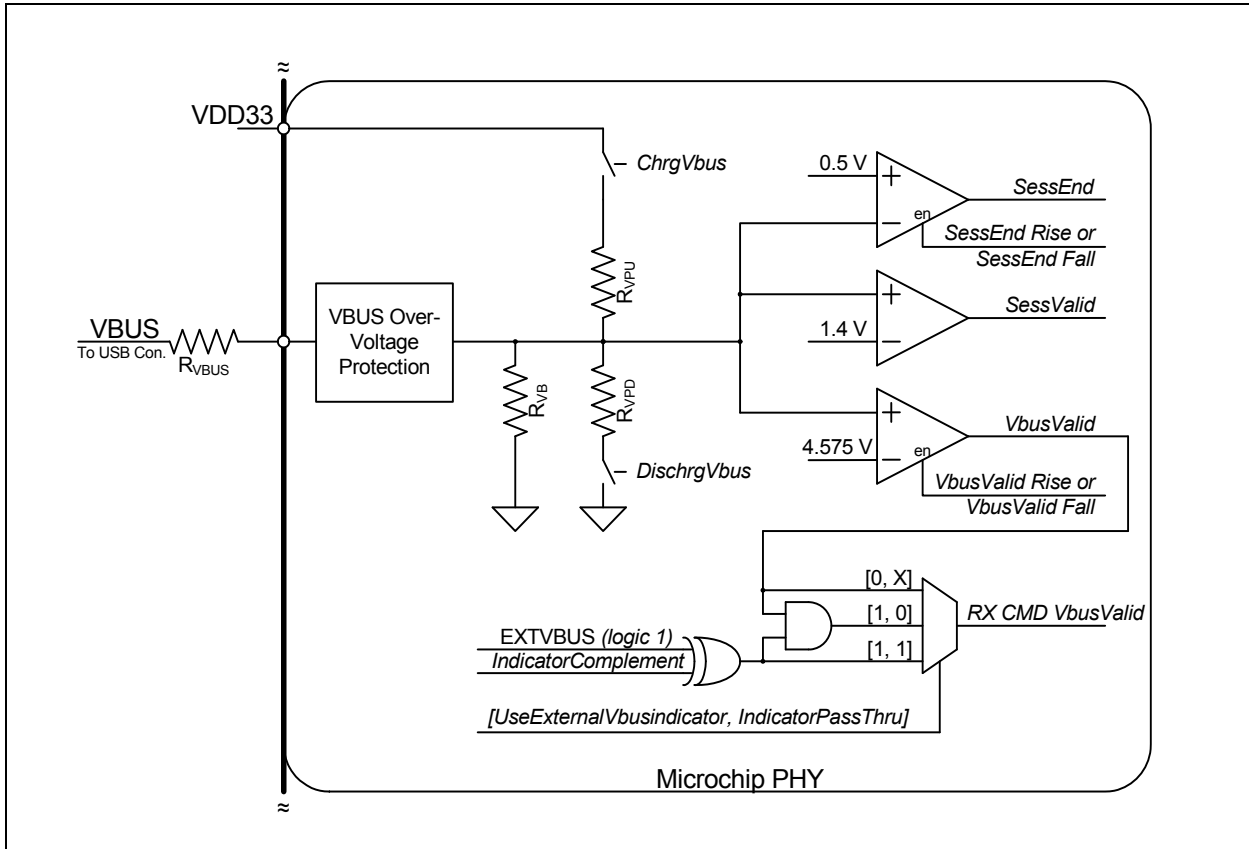 ≈
VDD33
ChrgVbus
0.5 V
+
SessEnd
−
en
SessEnd Rise or
SessEnd Fall
RVPU
+
SessValid
1.4 V
−
VBUS
To USB Con.
RVBUS
VBUS Over-
Voltage
Protection
RVB
RVPD
+
VbusValid
4.575 V
−
en
VbusValid Rise or
VbusValid Fall
DischrgVbus
[0, X]
[1, 0]
RX CMD VbusValid
EXTVBUS (logic 1)
IndicatorComplement
[1, 1]
[UseExternalVbusindicator, IndicatorPassThru]
Microchip PHY
≈